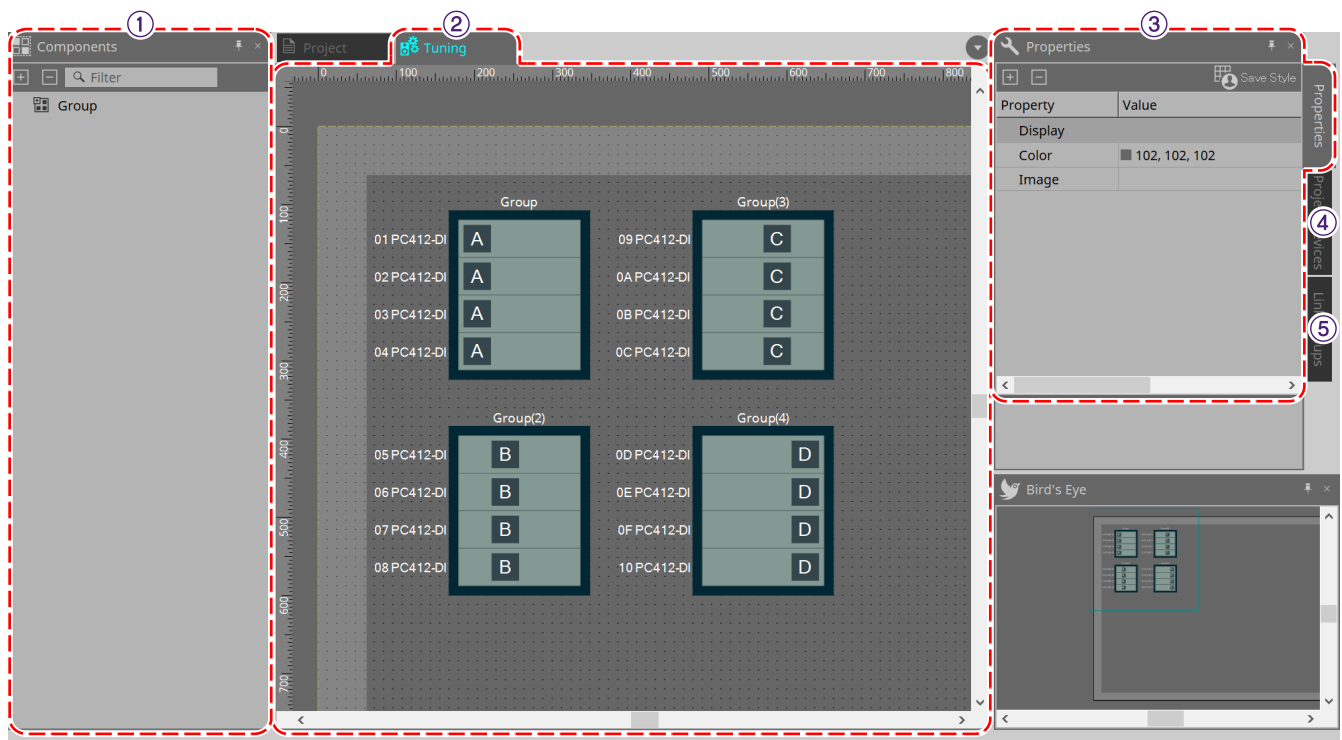 ① ② ③
Components
Filter
Group
Project
Tuning
0 100 200 300 400 500 600 700 800
0
100
200
300
400
500
600
700
Group
01 PC412-DI A
02 PC412-DI A
03 PC412-DI A
04 PC412-DI A
Group(3)
09 PC412-DI C
0A PC412-DI C
0B PC412-DI C
0C PC412-DI C
Group(2)
05 PC412-DI B
06 PC412-DI B
07 PC412-DI B
08 PC412-DI B
Group(4)
0D PC412-DI D
0E PC412-DI D
0F PC412-DI D
10 PC412-DI D
Properties
Save Style
Property Value
Display
Color 102, 102, 102
Image
Properties
④
⑤
Bird's Eye